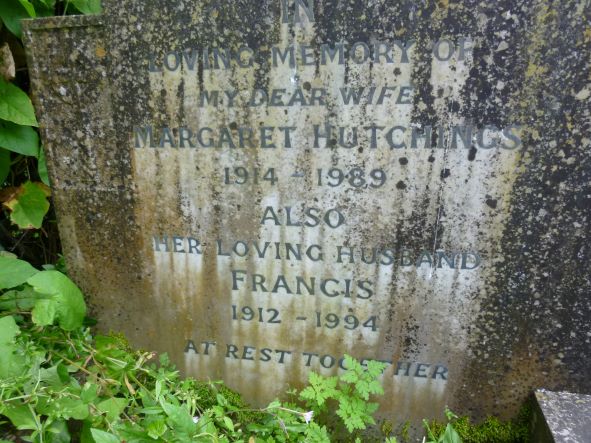 IN
LOVING MEMORY OF
MY DEAR WIFE
MARGARET HUTCHINGS
1914 - 1989
ALSO
HER LOVING HUSBAND
FRANCIS
1912 - 1994
AT REST TOGETHER